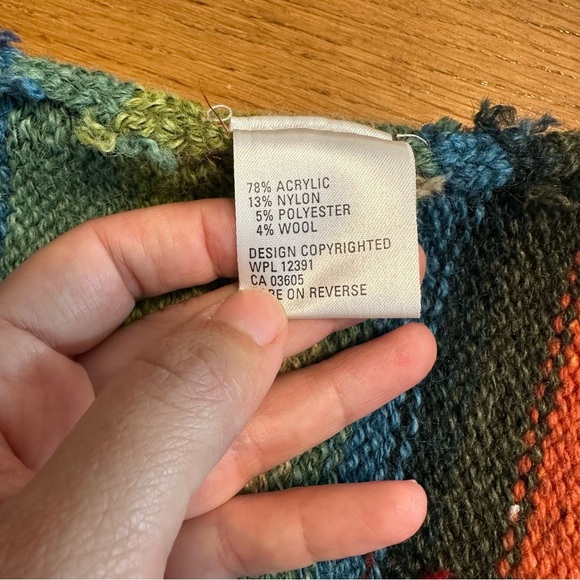 78% ACRYLIC
13% NYLON
5% POLYESTER
4% WOOL
DESIGN COPYRIGHTED
WPL 12391
CA 03605
ON REVERSE